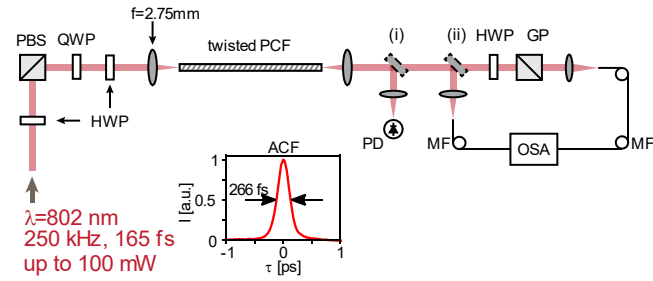 f=2.75mm
PBS QWP
twisted PCF
(i) (ii) HWP GP
HWP
PD
MF OSA MF
ACF
I [a.u.]
1
0.5
0
266 fs
-1 0 1
τ [ps]
λ=802 nm
250 kHz, 165 fs
up to 100 mW